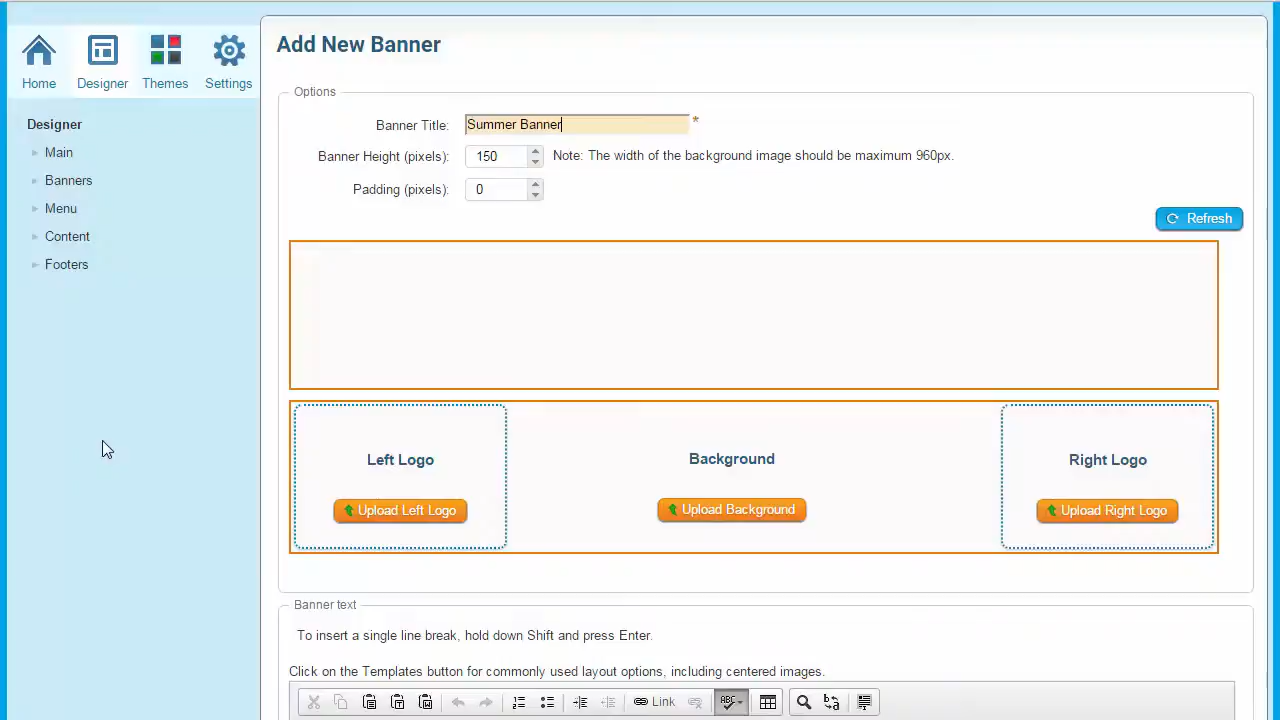 Add New Banner
Home
Designer
Themes
Settings
Designer
Main
Banners
Menu
Content
Footers
Options
Banner Title: Summer Banner *
Banner Height (pixels): 150 Note: The width of the background image should be maximum 960px.
Padding (pixels): 0
Refresh
Left Logo
Background
Right Logo
Upload Left Logo
Upload Background
Upload Right Logo
Banner text
To insert a single line break, hold down Shift and press Enter.
Click on the Templates button for commonly used layout options, including centered images.
Link
ABC